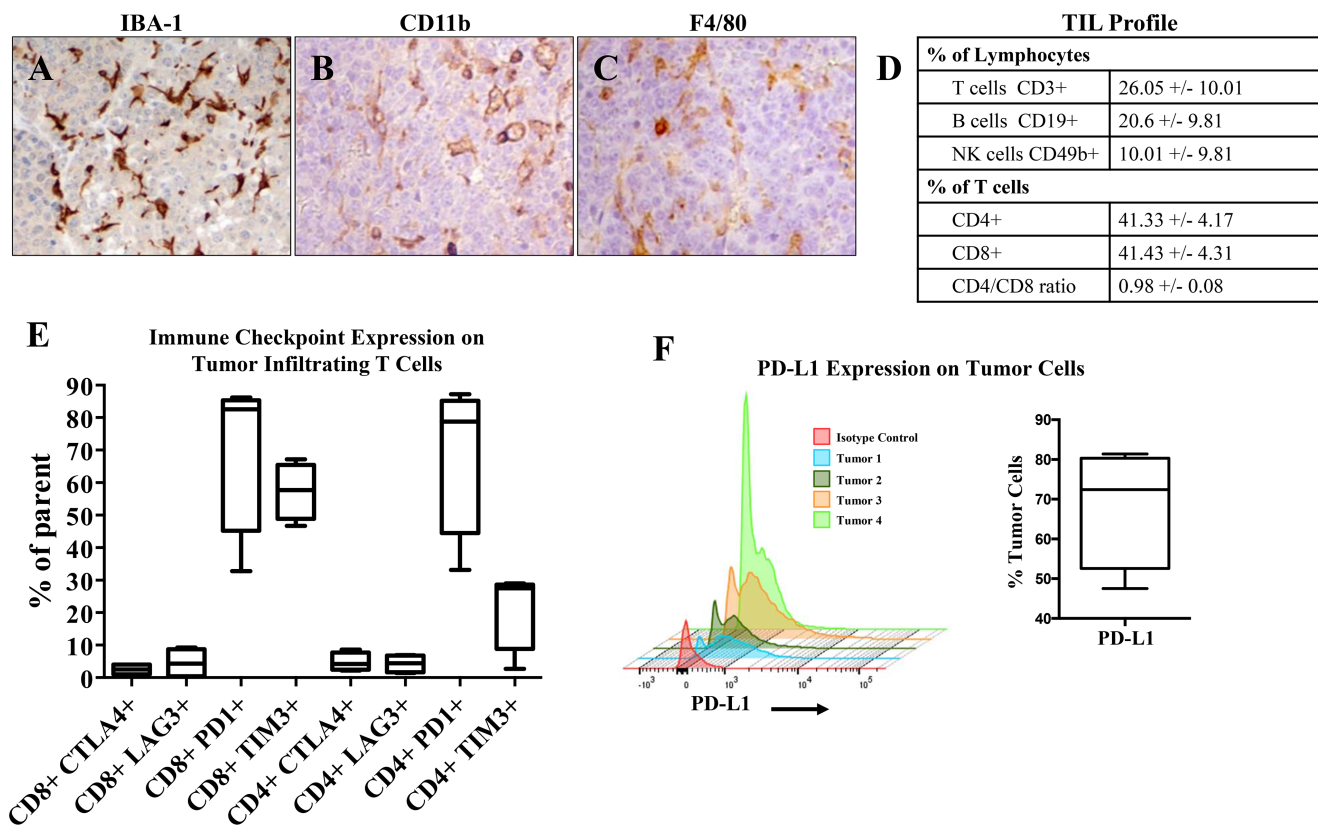 IBA-1
CD11b
F4/80
TIL Profile
A
B
C
D
% of Lymphocytes
T cells CD3+ 26.05 +/- 10.01
B cells CD19+ 20.6 +/- 9.81
NK cells CD49b+ 10.01 +/- 9.81
% of T cells
CD4+ 41.33 +/- 4.17
CD8+ 41.43 +/- 4.31
CD4/CD8 ratio 0.98 +/- 0.08
E
Immune Checkpoint Expression on
Tumor Infiltrating T Cells
% of parent
90
80
70
60
50
40
30
20
10
0
CD8+ CTLA4+
CD8+ LAG3+
CD8+ PD1+
CD8+ TIM3+
CD4+ CTLA4+
CD4+ LAG3+
CD4+ PD1+
CD4+ TIM3+
F
PD-L1 Expression on Tumor Cells
Isotype Control
Tumor 1
Tumor 2
Tumor 3
Tumor 4
-10³ 0 10³ 10⁴ 10⁵
PD-L1
% Tumor Cells
90
80
70
60
50
40
PD-L1